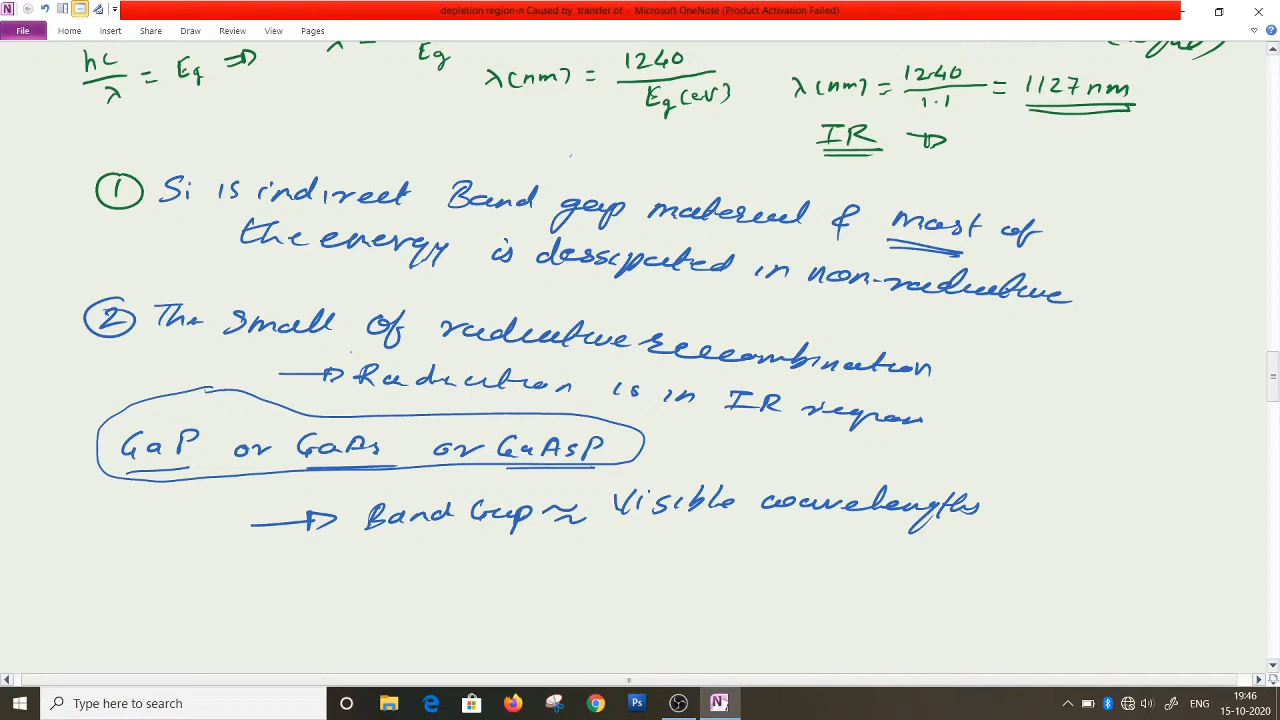 depletion region-n Caused by transfer of - Microsoft OneNote (Product Activation Failed)
File Home Insert Share Draw Review View Pages
hc/λ = Eg ⇒ λ = Eg
λ(nm) = 1240/Eg(eV)
λ(nm) = 1240/1.1 = 1127 nm
IR →
① Si is indirect Band gap material & most of
the energy is dessipated in non-radiative
② The small of radiative recombination
→ Radiation is in IR region
GaP or GaAs or GaAsP
→ Band Gap ≈ Visible wavelengths
Type here to search
ENG
19:46
15-10-2020